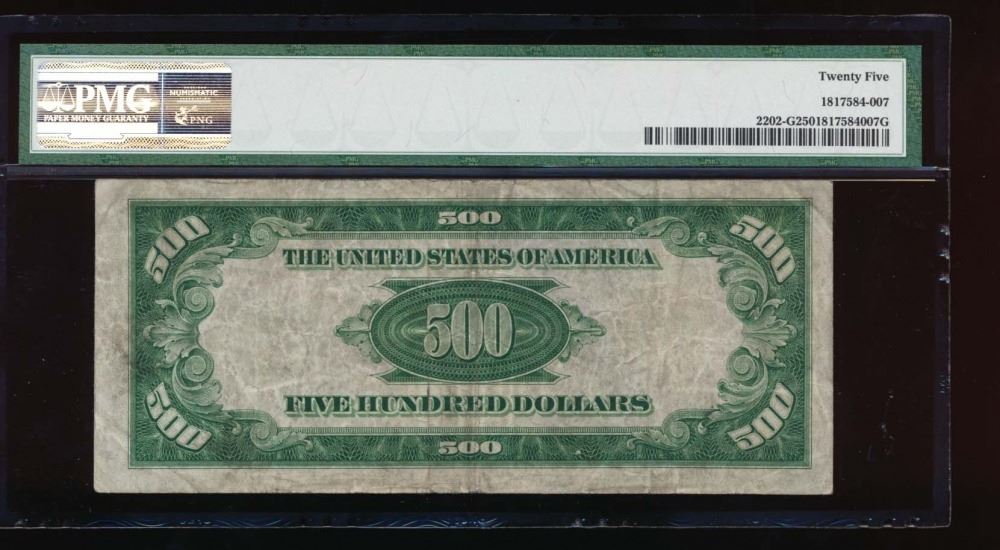 PMG
PAPER MONEY GUARANTY
NUMISMATIC
PNG
Twenty Five
1817584-007
2202-G2501817584007G
500
500
500
THE UNITED STATES OF AMERICA
500
FIVE HUNDRED DOLLARS
500
500
500